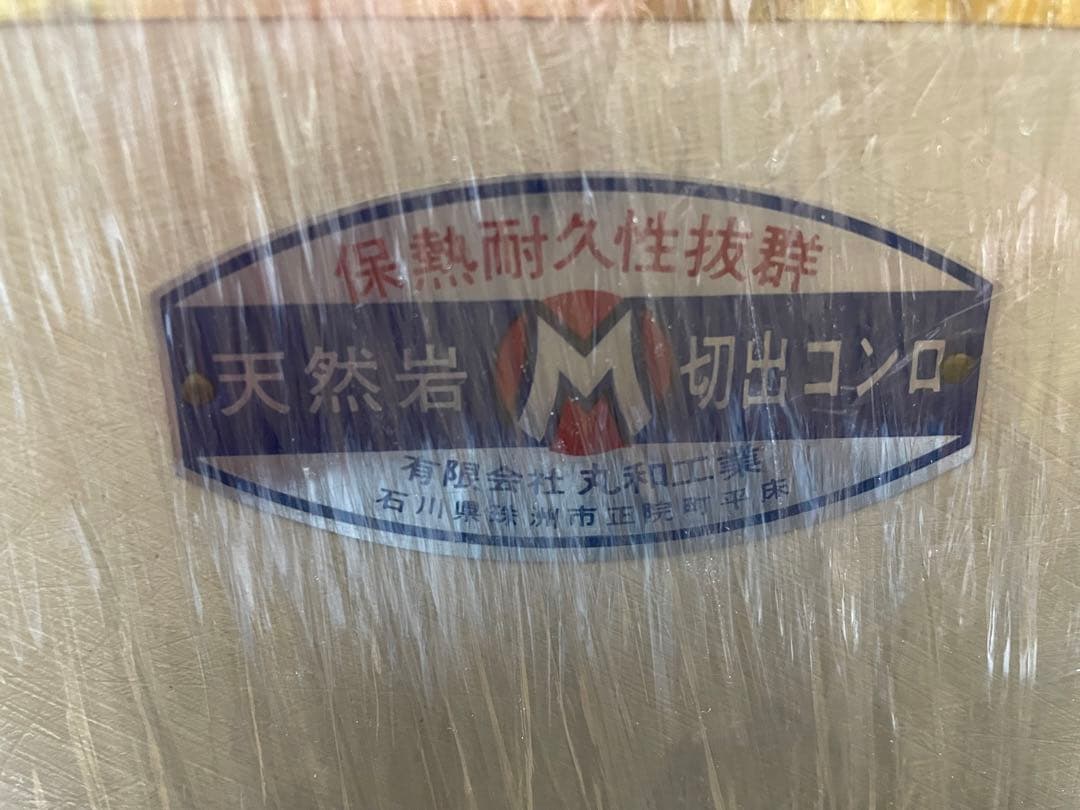 保熱耐久性抜群
天然岩 M 切出コンロ
有限会社丸和工業
石川県珠洲市正院町平床